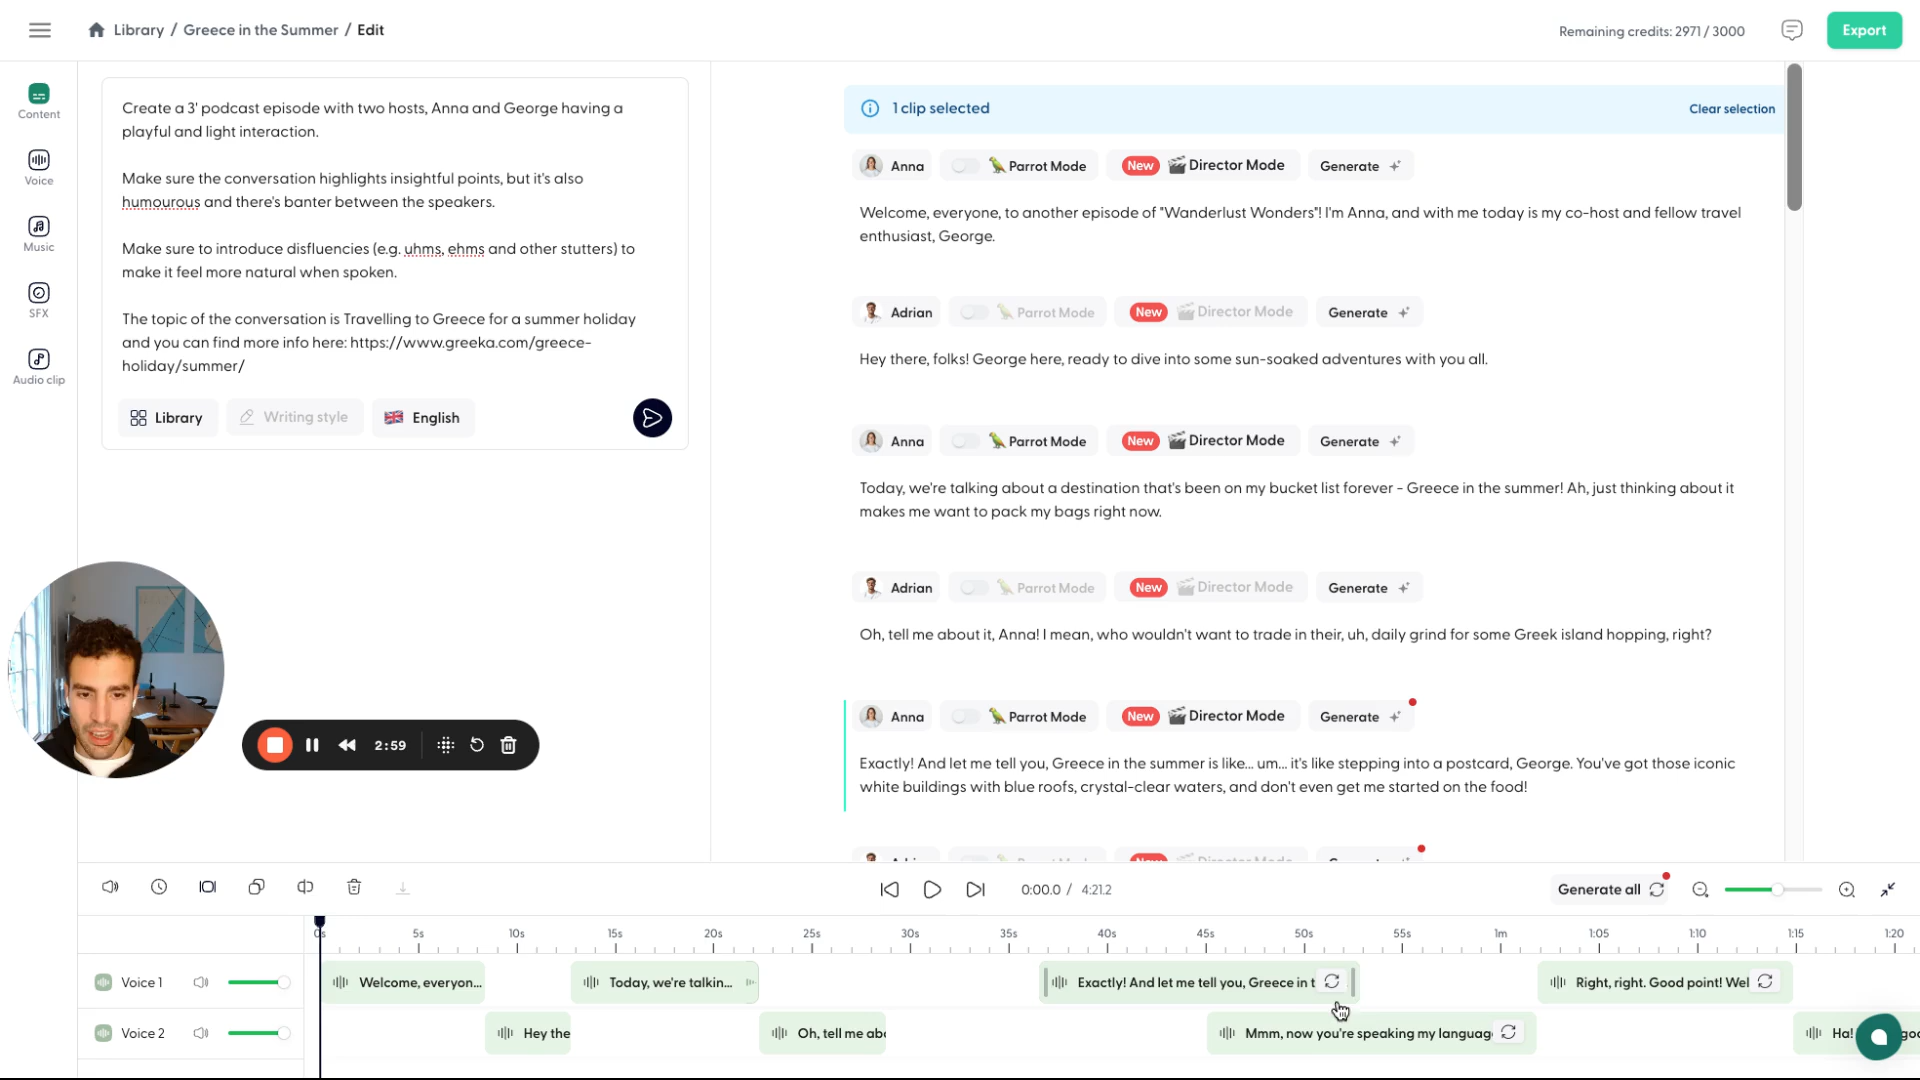 Library / Greece in the Summer / Edit
Remaining credits: 2971 / 3000
Export
Content
Voice
Music
SFX
Audio clip
Create a 3' podcast episode with two hosts, Anna and George having a
playful and light interaction.
Make sure the conversation highlights insightful points, but it's also
humourous and there's banter between the speakers.
Make sure to introduce disfluencies (e.g. uhms, ehms and other stutters) to
make it feel more natural when spoken.
The topic of the conversation is Travelling to Greece for a summer holiday
and you can find more info here: https://www.greeka.com/greece-
holiday/summer/
Library
Writing style
English
1 clip selected
Clear selection
Anna Parrot Mode New Director Mode Generate
Welcome, everyone, to another episode of "Wanderlust Wonders"! I'm Anna, and with me today is my co-host and fellow travel
enthusiast, George.
Adrian Parrot Mode New Director Mode Generate
Hey there, folks! George here, ready to dive into some sun-soaked adventures with you all.
Anna Parrot Mode New Director Mode Generate
Today, we're talking about a destination that's been on my bucket list forever - Greece in the summer! Ah, just thinking about it
makes me want to pack my bags right now.
Adrian Parrot Mode New Director Mode Generate
Oh, tell me about it, Anna! I mean, who wouldn't want to trade in their, uh, daily grind for some Greek island hopping, right?
Anna Parrot Mode New Director Mode Generate
Exactly! And let me tell you, Greece in the summer is like... um... it's like stepping into a postcard, George. You've got those iconic
white buildings with blue roofs, crystal-clear waters, and don't even get me started on the food!
2:59
0:00.0 / 4:21.2
Generate all
0s 5s 10s 15s 20s 25s 30s 35s 40s 45s 50s 55s 1m 1:05 1:10 1:15 1:20
Voice 1
Welcome, everyon...
Today, we're talkin...
Exactly! And let me tell you, Greece in t
Right, right. Good point! Wel
Voice 2
Hey the
Oh, tell me abo
Mmm, now you're speaking my languag
Ha!